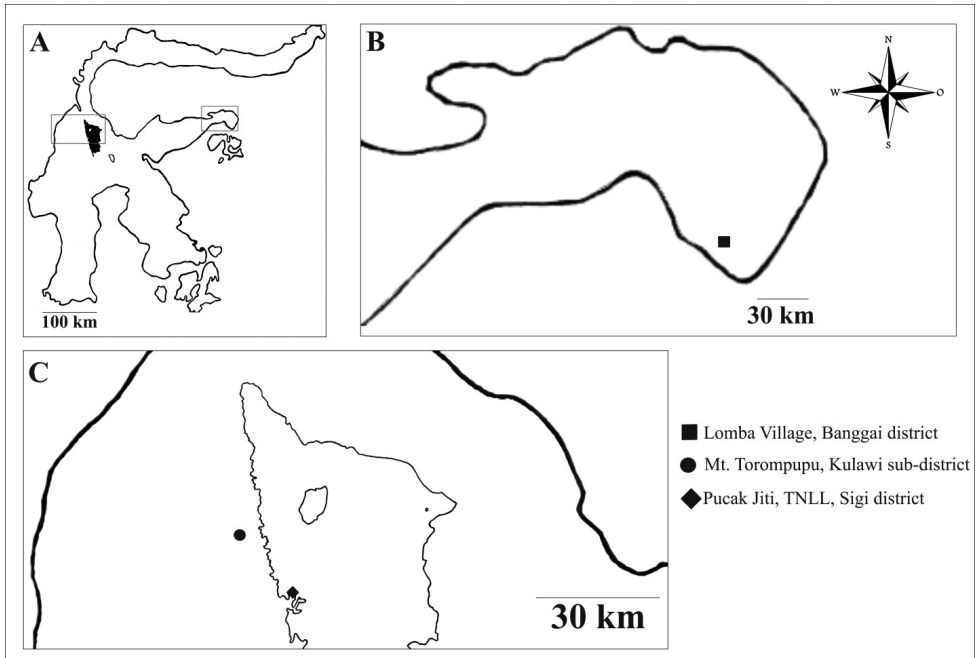 A
100 km
B
N
W
O
S
30 km
C
30 km
Lomba Village, Banggai district
Mt. Torompupu, Kulawi sub-district
Pucak Jiti, TNLL, Sigi district